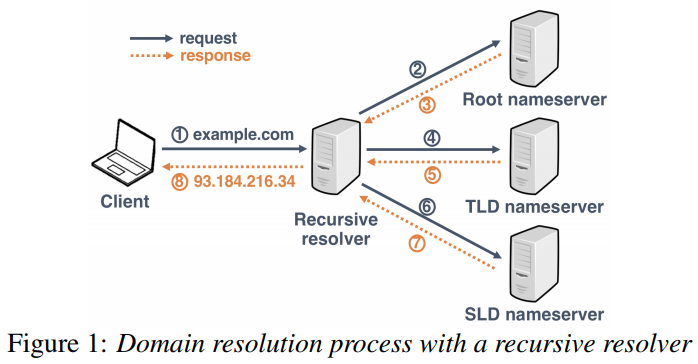 request
response
② Root nameserver
③
① example.com
④
⑧ 93.184.216.34
⑤
Client
TLD nameserver
Recursive
resolver
⑥
⑦
SLD nameserver
Figure 1: Domain resolution process with a recursive resolver